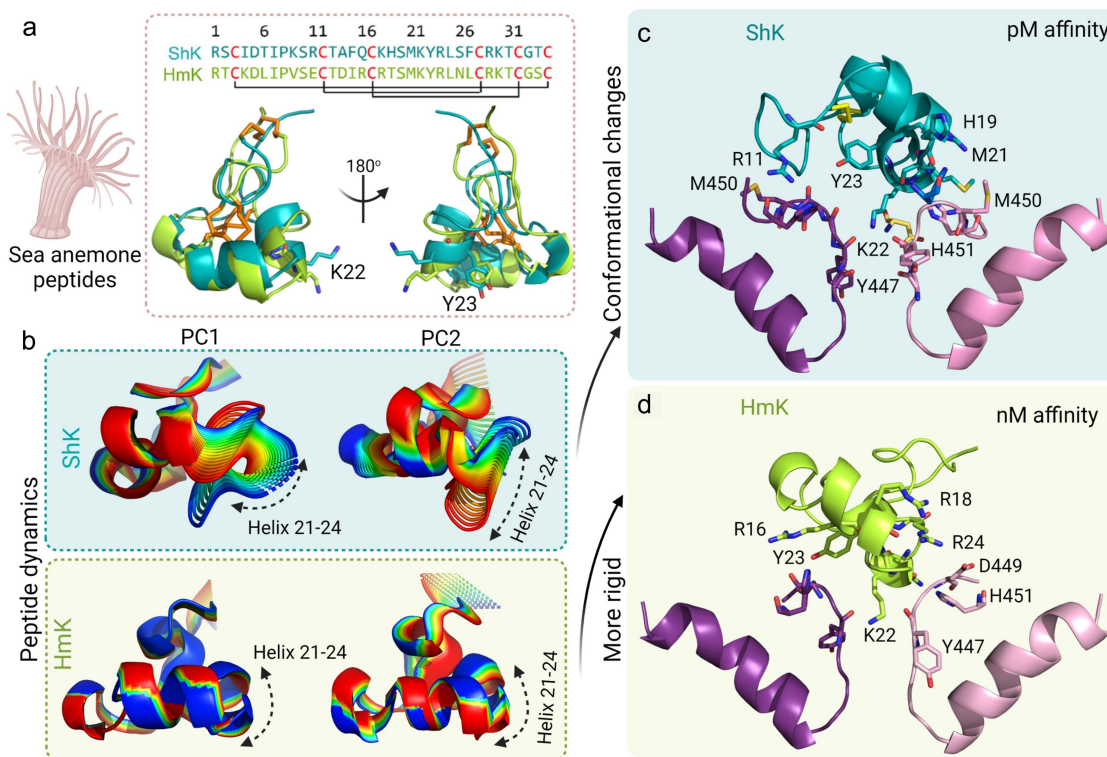 a
1 6 11 16 21 26 31
ShK RSCIDTIPKSRCTAFQCKHSMKYRLSFCRKTCGTC
HmK RTCKDLIPVSECTDIRCRTSMKYRLNLCRKTCGSC
180o
Sea anemone
peptides
K22
Y23
b
PC1
PC2
Peptide dynamics
ShK
Helix 21-24
Helix 21-24
HmK
Helix 21-24
Helix 21-24
Conformational changes
More rigid
c
ShK
pM affinity
H19
M21
R11
Y23
M450
M450
K22
H451
Y447
d
HmK
nM affinity
R18
R16
R24
Y23
D449
H451
K22
Y447